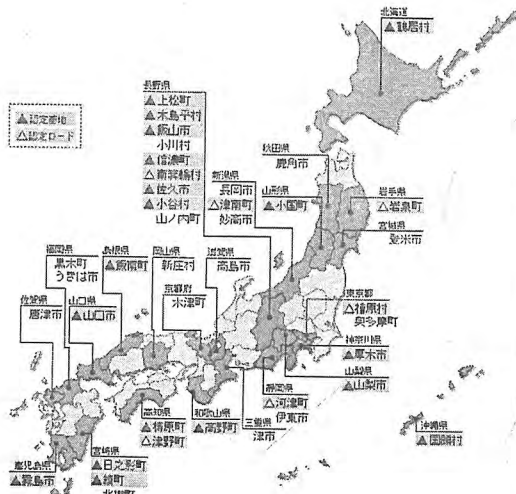 北海道
▲鶴居村
▲認定基地
△認定ロード
長野県
▲上松町
▲木島平村
▲飯山市
小川村
▲信濃町
△南箕輪村
▲佐久市
▲小谷村
山ノ内町
新潟県
長岡市
△津南町
妙高市
秋田県
鹿角市
山形県
▲小国町
岩手県
△岩泉町
宮城県
登米市
福岡県
黒木町
うきは市
島根県
▲飯南町
岡山県
新庄村
滋賀県
高島市
京都府
木津町
佐賀県
唐津市
山口県
▲山口市
東京都
△檜原村
奥多摩町
神奈川県
▲厚木市
山梨県
▲山梨市
静岡県
△河津町
伊東市
三重県
津市
和歌山県
▲高野町
高知県
▲梼原町
△津野町
沖縄県
▲国頭村
鹿児島県
▲霧島市
宮崎県
▲日之影町
▲綾町